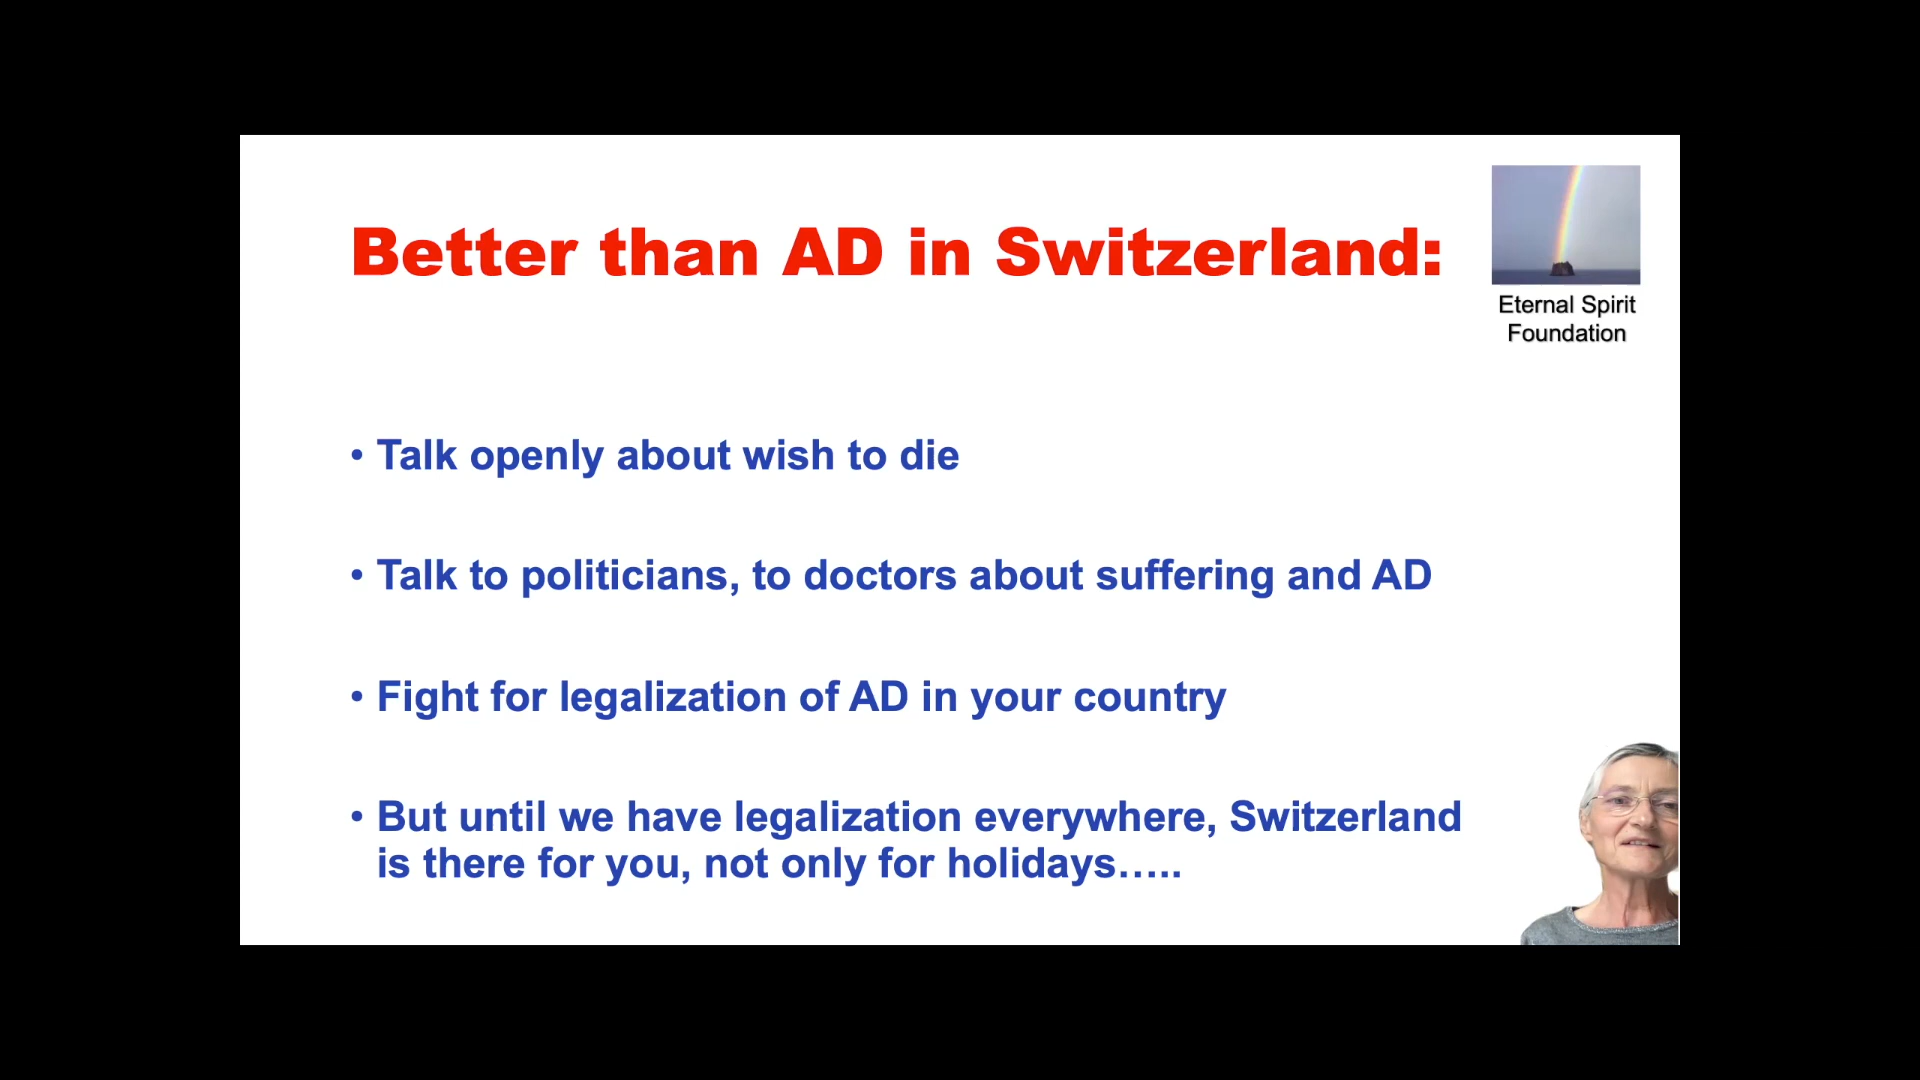 Better than AD in Switzerland:
Eternal Spirit
Foundation
• Talk openly about wish to die
• Talk to politicians, to doctors about suffering and AD
• Fight for legalization of AD in your country
• But until we have legalization everywhere, Switzerland
is there for you, not only for holidays…..